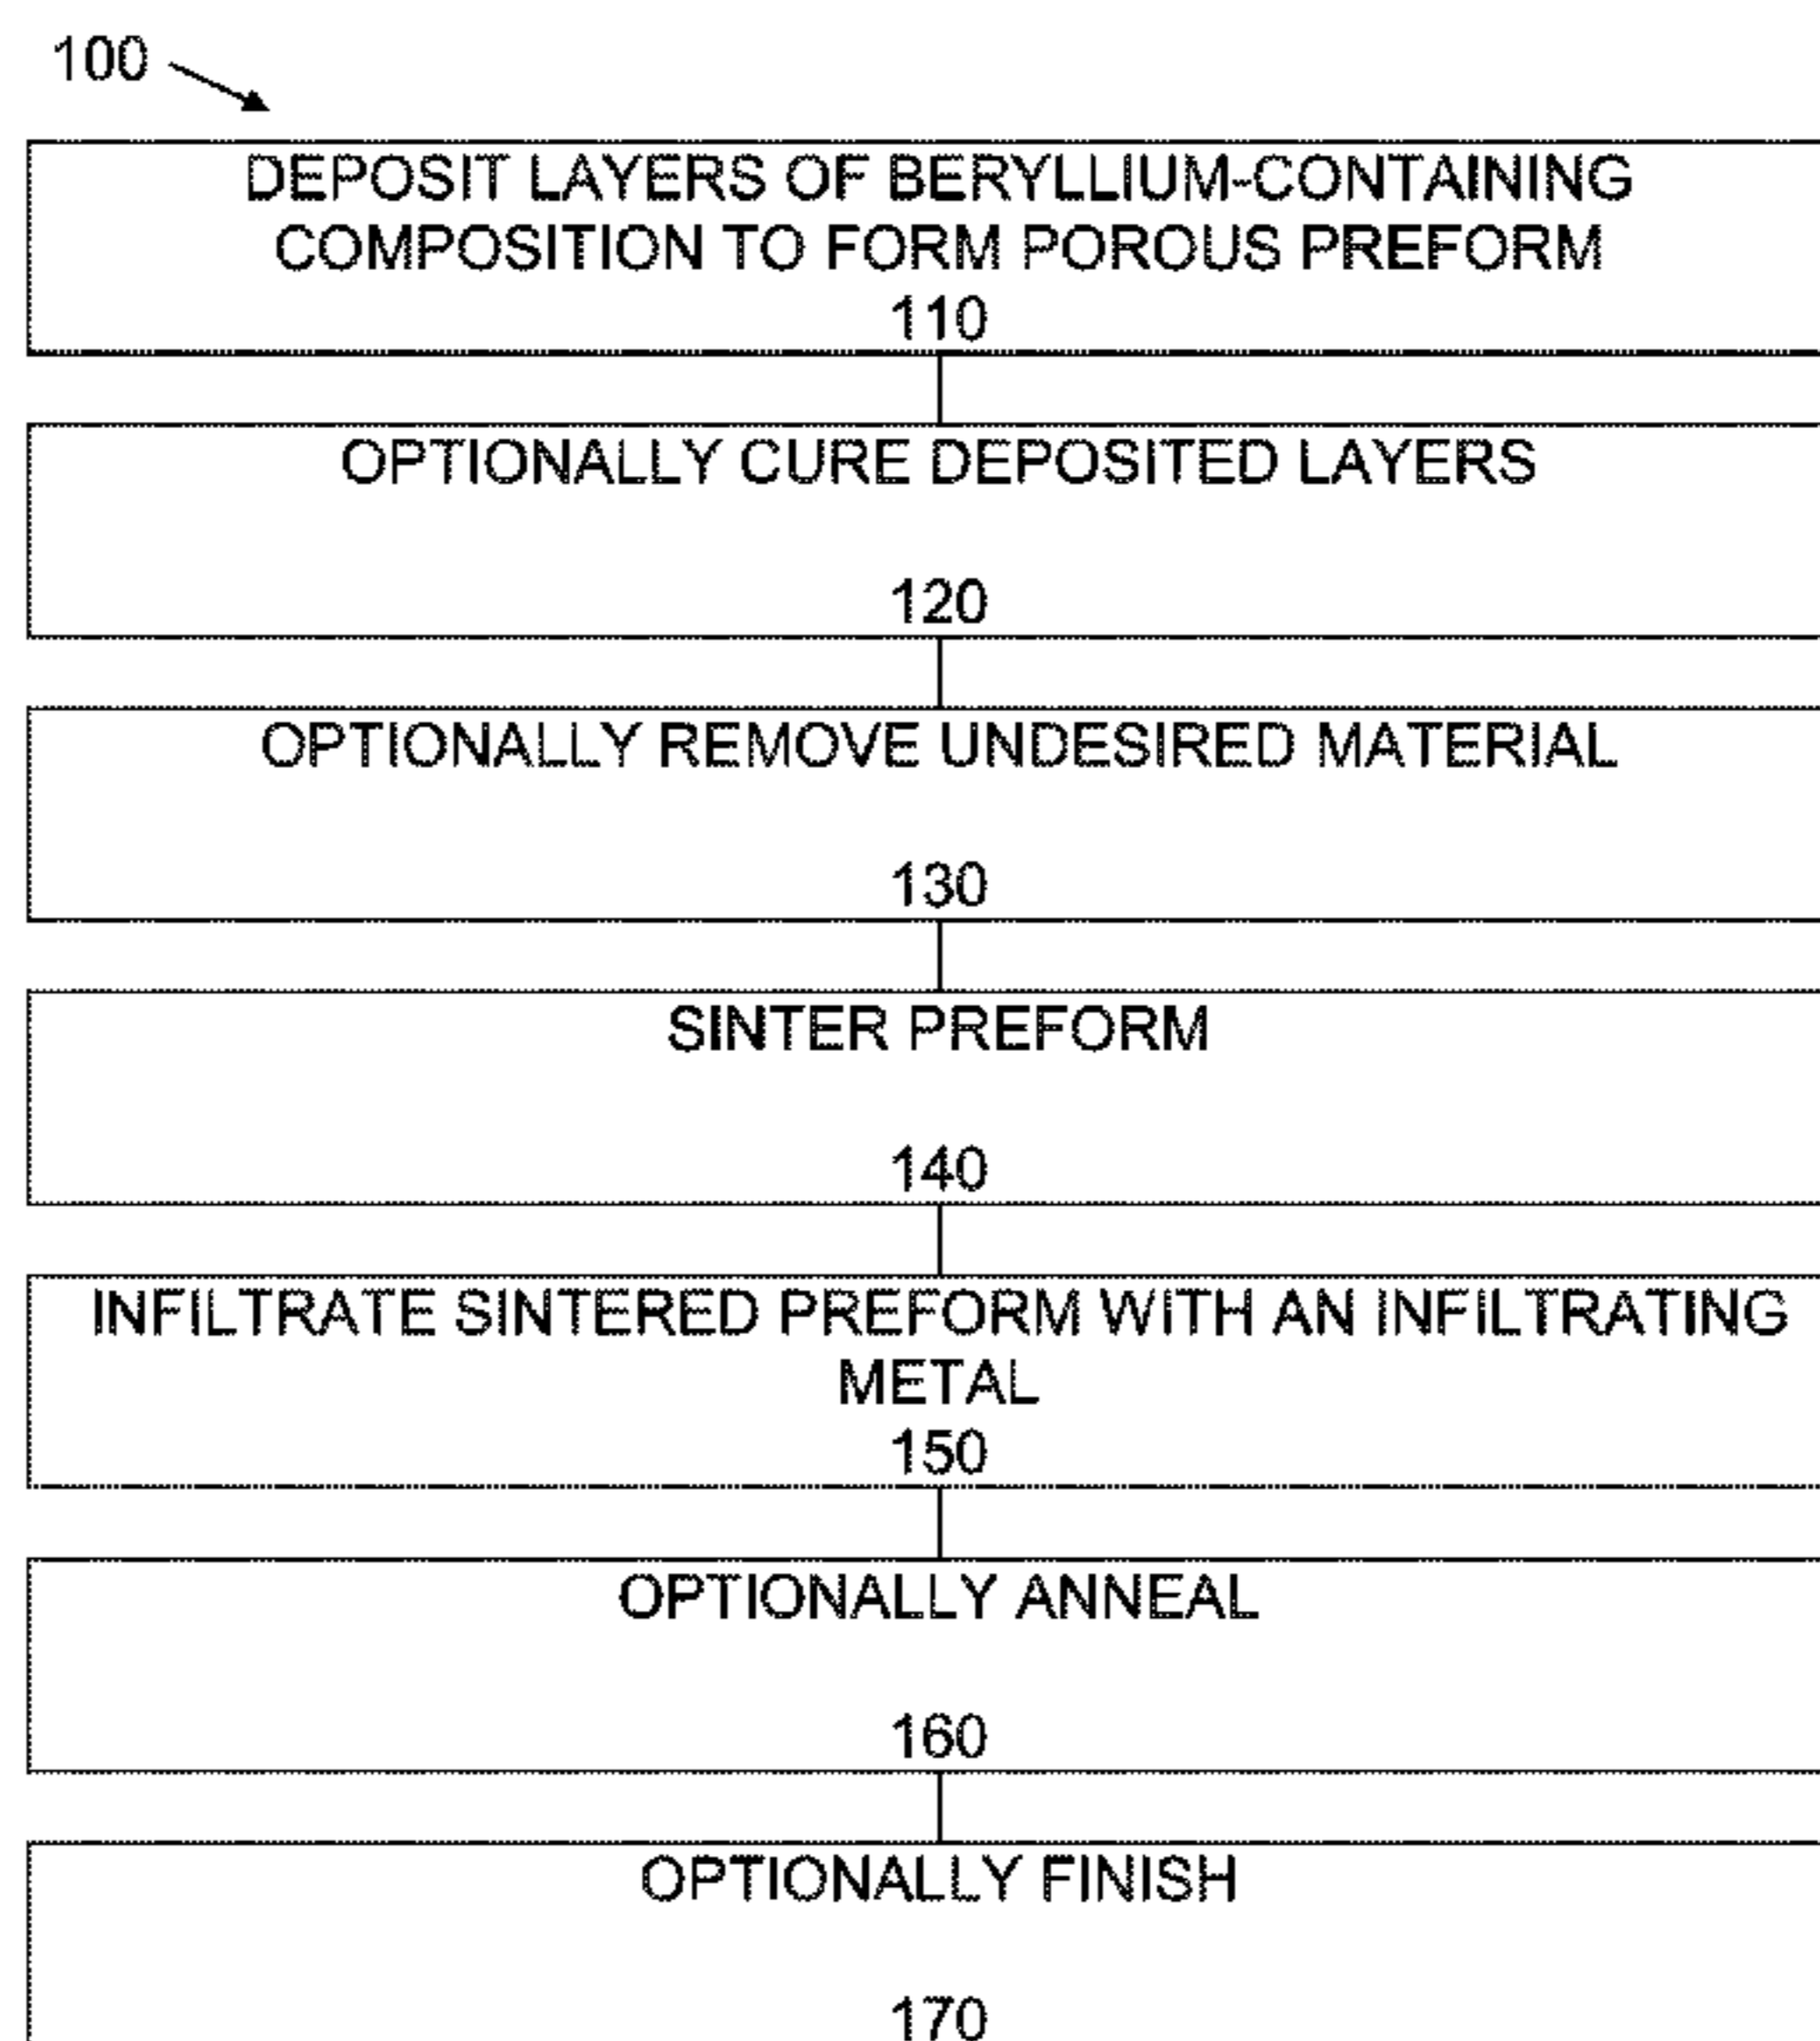 100
DEPOSIT LAYERS OF BERYLLIUM-CONTAINING
COMPOSITION TO FORM POROUS PREFORM
110
OPTIONALLY CURE DEPOSITED LAYERS
120
OPTIONALLY REMOVE UNDESIRED MATERIAL
130
SINTER PREFORM
140
INFILTRATE SINTERED PREFORM WITH AN INFILTRATING
METAL
150
OPTIONALLY ANNEAL
160
OPTIONALLY FINISH
170